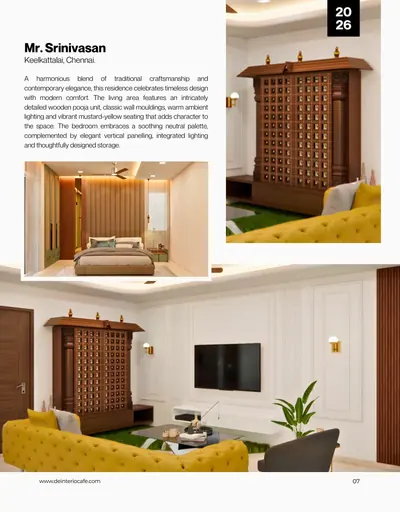 20
26
Mr. Srinivasan
Keelkattalai, Chennai.
A harmonious blend of traditional craftsmanship and
contemporary elegance, this residence celebrates timeless design
with modern comfort. The living area features an intricately
detailed wooden pooja unit, classic wall mouldings, warm ambient
lighting and vibrant mustard-yellow seating that adds character to
the space. The bedroom embraces a soothing neutral palette,
complemented by elegant vertical panelling, integrated lighting
and thoughtfully designed storage.
www.deinteriocafe.com
07